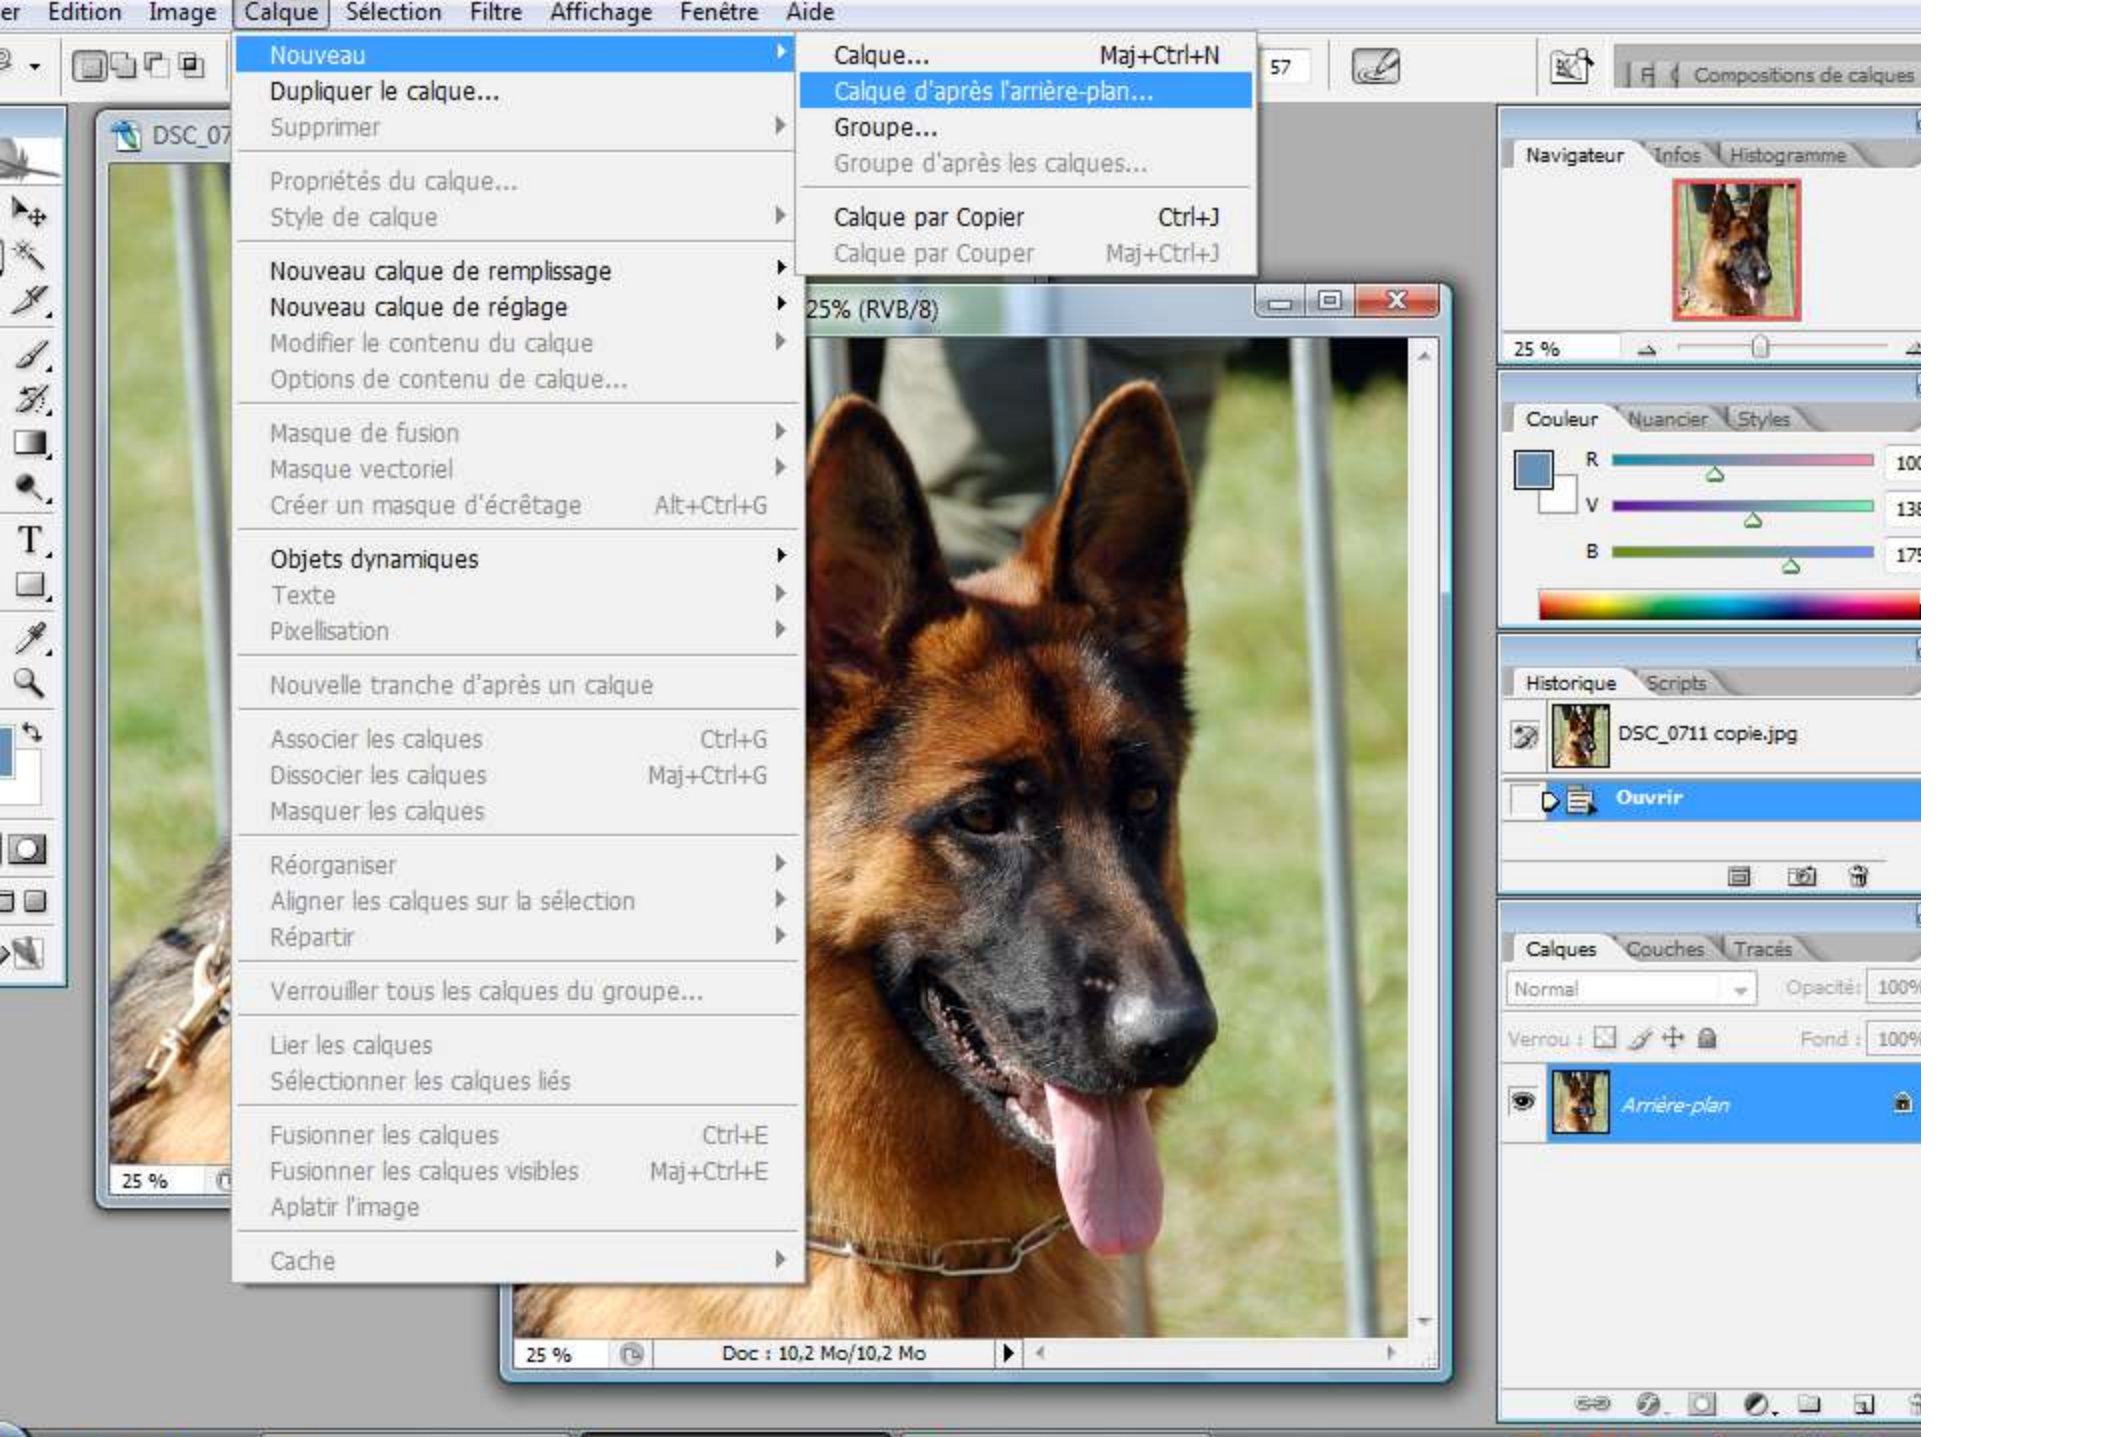 er Edition Image Calque Sélection Filtre Affichage Fenêtre Aide
57
Compositions de calques
Nouveau
Dupliquer le calque...
Supprimer
Propriétés du calque...
Style de calque
Nouveau calque de remplissage
Nouveau calque de réglage
Modifier le contenu du calque
Options de contenu de calque...
Masque de fusion
Masque vectoriel
Créer un masque d'écrêtage Alt+Ctrl+G
Objets dynamiques
Texte
Pixellisation
Nouvelle tranche d'après un calque
Associer les calques Ctrl+G
Dissocier les calques Maj+Ctrl+G
Masquer les calques
Réorganiser
Aligner les calques sur la sélection
Répartir
Verrouiller tous les calques du groupe...
Lier les calques
Sélectionner les calques liés
Fusionner les calques Ctrl+E
Fusionner les calques visibles Maj+Ctrl+E
Aplatir l'image
Cache
Calque... Maj+Ctrl+N
Calque d'après l'arrière-plan...
Groupe...
Groupe d'après les calques...
Calque par Copier Ctrl+J
Calque par Couper Maj+Ctrl+J
DSC_07
25 %
T
25% (RVB/8)
25 % Doc : 10,2 Mo/10,2 Mo
Navigateur Infos Histogramme
25 %
Couleur Nuancier Styles
R 100
V 138
B 175
Historique Scripts
DSC_0711 copie.jpg
Ouvrir
Calques Couches Tracés
Normal Opacité: 100%
Verrou : Fond : 100%
Arrière-plan